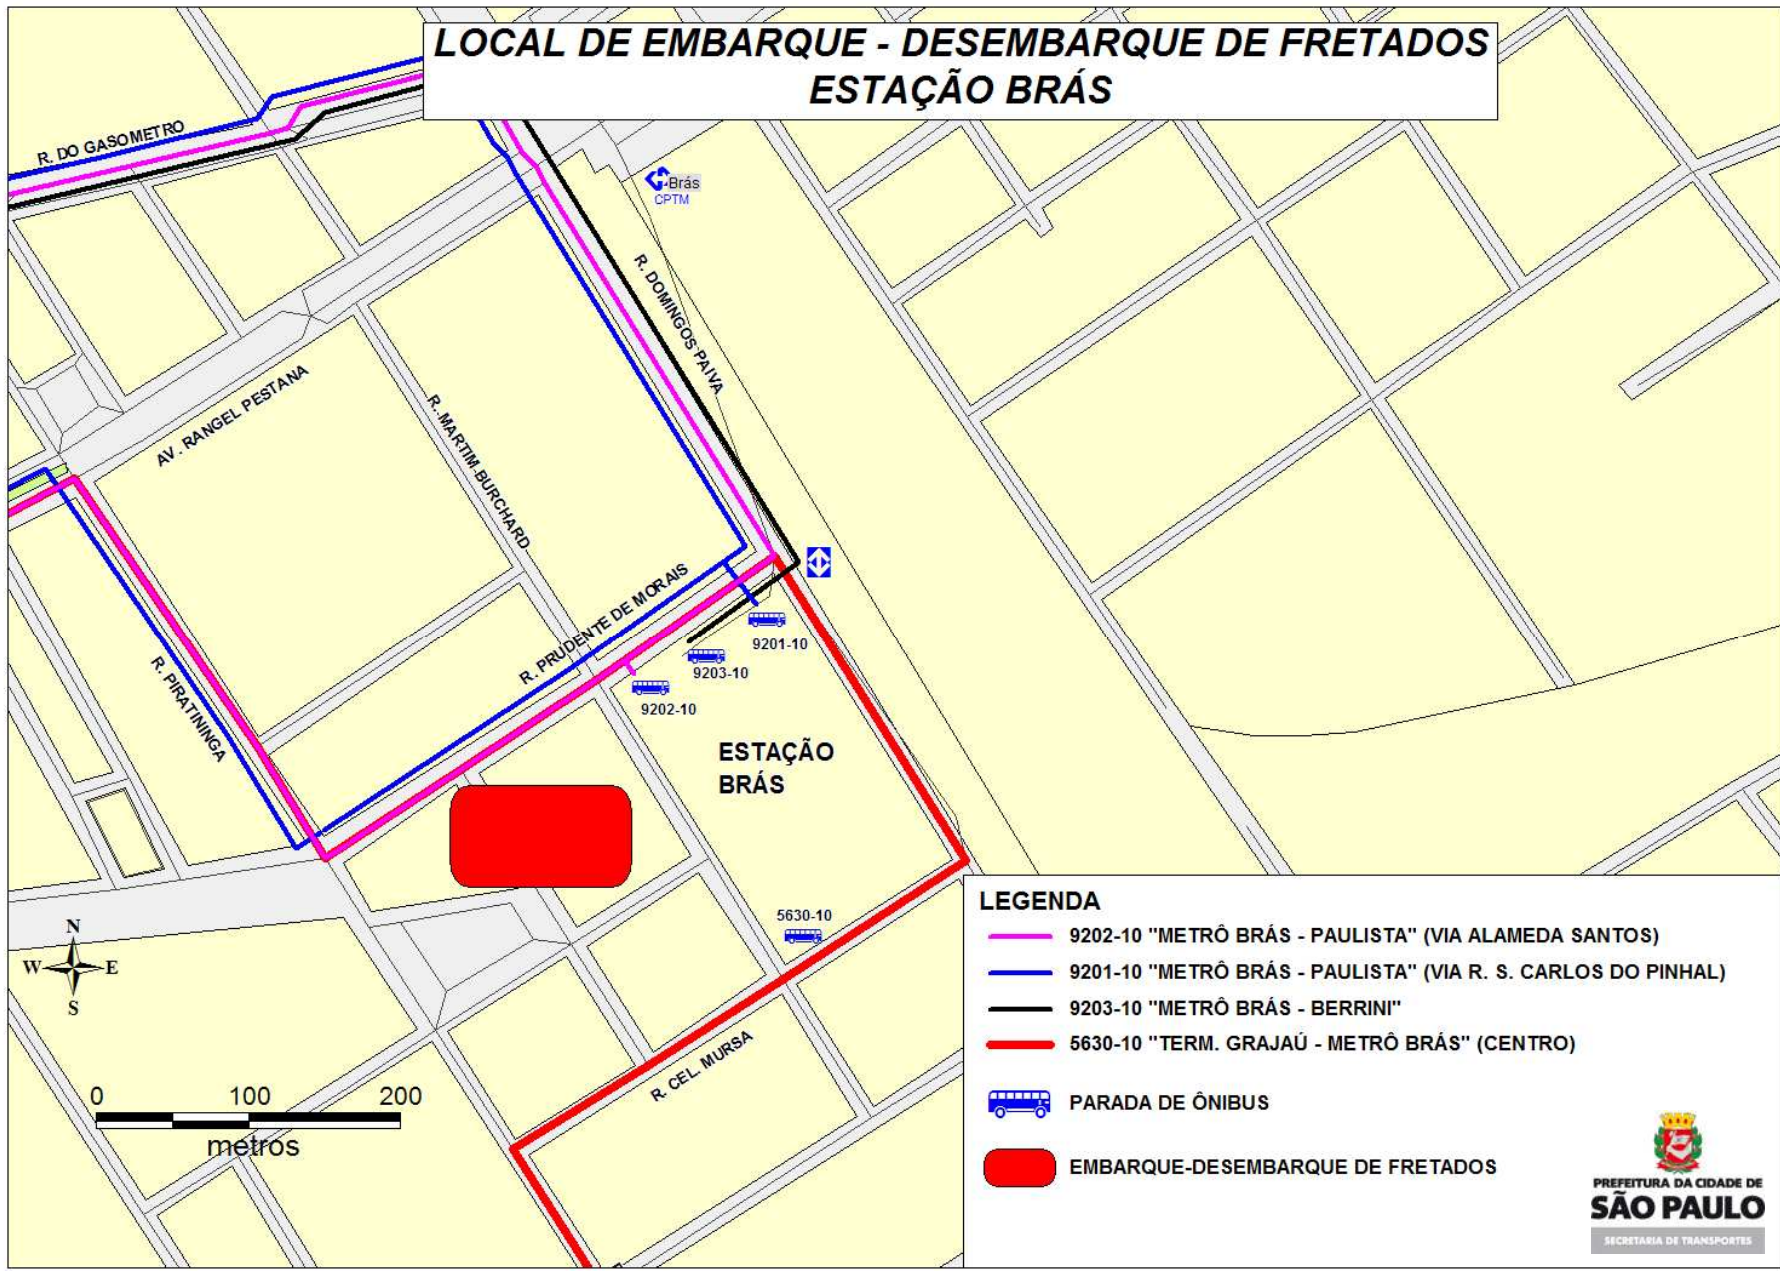 LOCAL DE EMBARQUE - DESEMBARQUE DE FRETADOS
ESTAÇÃO BRÁS
R. DO GASOMETRO
Brás
CPTM
R. DOMINGOS PAIVA
AV. RANGEL PESTANA
R. MARTIM BURCHARD
R. PRUDENTE DE MORAIS
9201-10
9203-10
9202-10
R. PIRATININGA
ESTAÇÃO
BRÁS
5630-10
R. CEL. MURSA
N
W E
S
0 100 200
metros
LEGENDA
9202-10 "METRÔ BRÁS - PAULISTA" (VIA ALAMEDA SANTOS)
9201-10 "METRÔ BRÁS - PAULISTA" (VIA R. S. CARLOS DO PINHAL)
9203-10 "METRÔ BRÁS - BERRINI"
5630-10 "TERM. GRAJAÚ - METRÔ BRÁS" (CENTRO)
PARADA DE ÔNIBUS
EMBARQUE-DESEMBARQUE DE FRETADOS
PREFEITURA DA CIDADE DE
SÃO PAULO
SECRETARIA DE TRANSPORTES